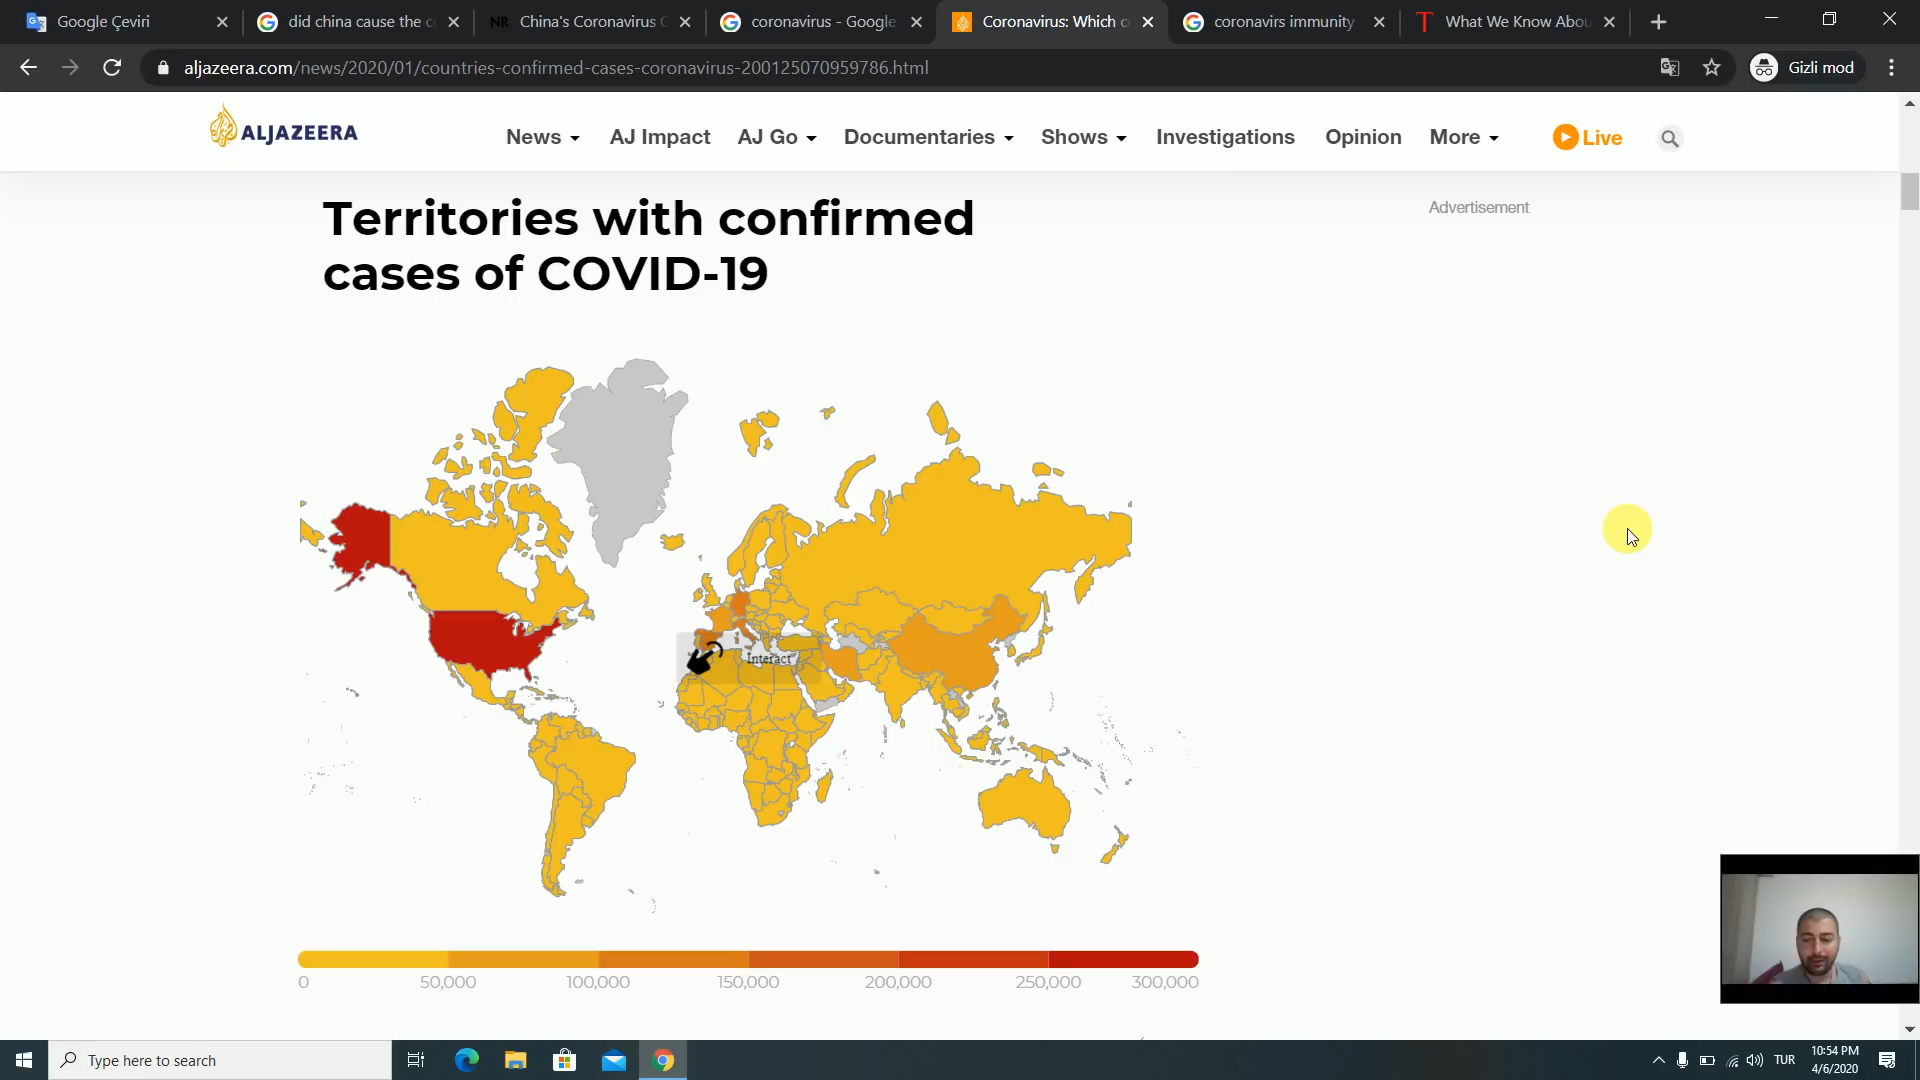 Google Çeviri
did china cause the c
NR China's Coronavirus C
coronavirus - Google
Coronavirus: Which c
coronavirs immunity
What We Know Abou
aljazeera.com/news/2020/01/countries-confirmed-cases-coronavirus-200125070959786.html
Gizli mod
ALJAZEERA
News
AJ Impact
AJ Go
Documentaries
Shows
Investigations
Opinion
More
Live
Territories with confirmed
cases of COVID-19
Advertisement
Interact
0
50,000
100,000
150,000
200,000
250,000
300,000
Type here to search
TUR
10:54 PM
4/6/2020